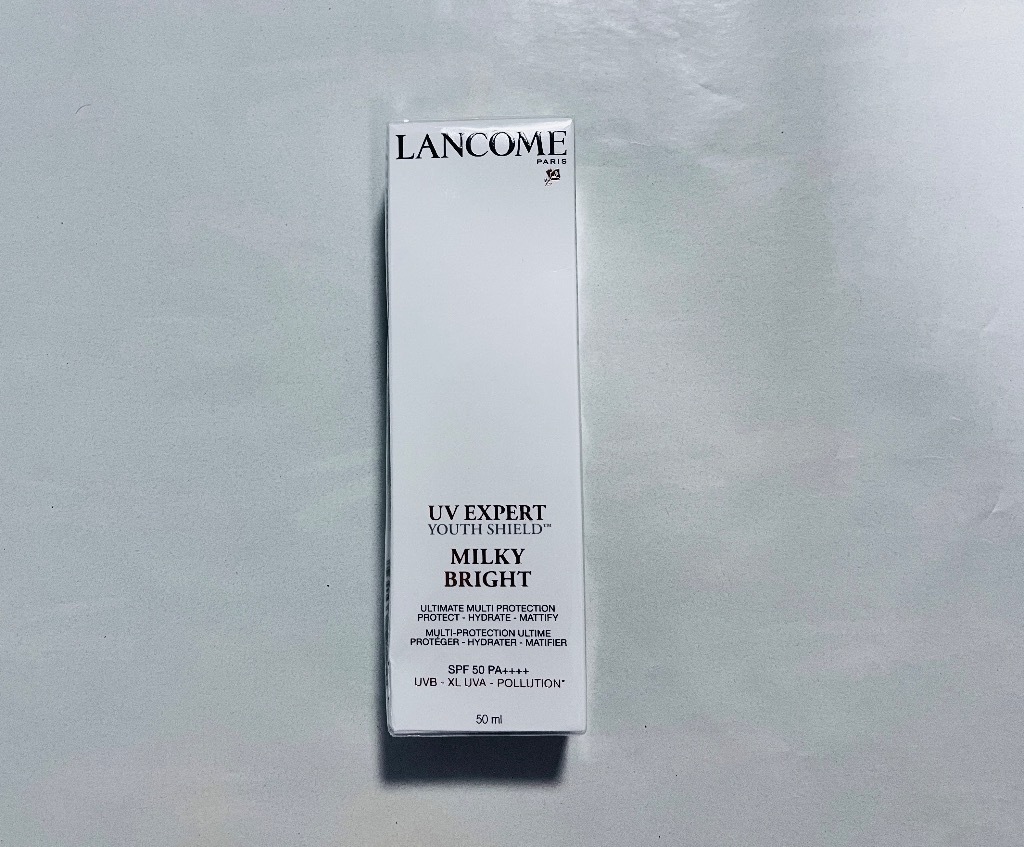 LANCOME
PARIS
UV EXPERT
YOUTH SHIELD™
MILKY
BRIGHT
ULTIMATE MULTI PROTECTION
PROTECT - HYDRATE - MATTIFY
MULTI-PROTECTION ULTIME
PROTÉGER - HYDRATER - MATIFIER
SPF 50 PA++++
UVB - XL UVA - POLLUTION*
50 ml